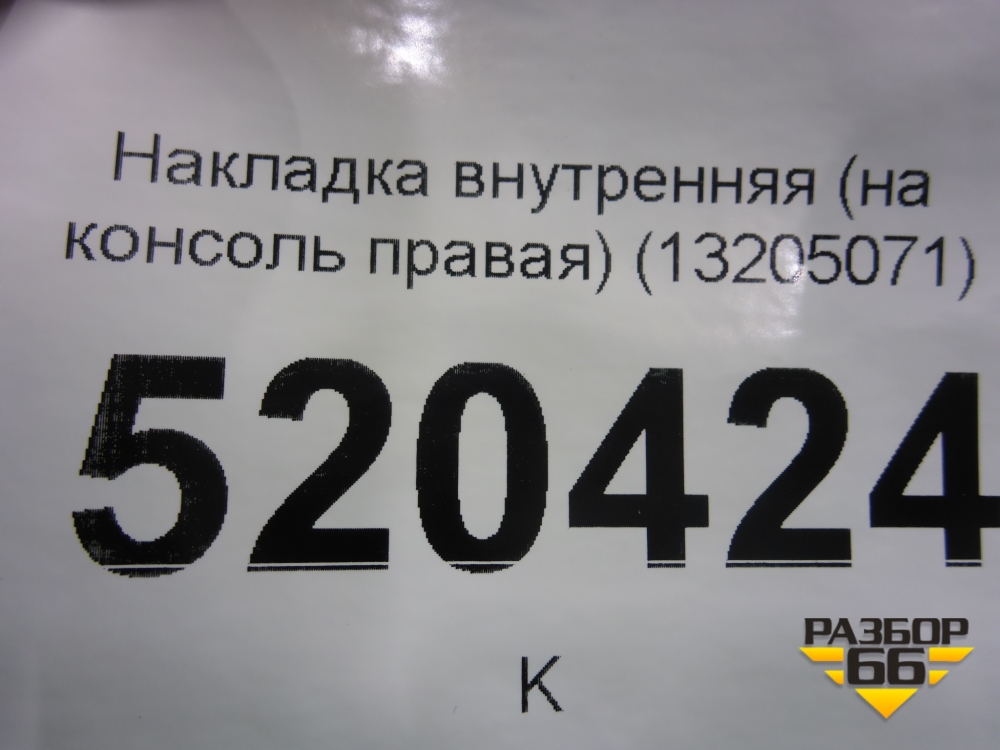 Накладка внутренняя (на
консоль правая) (13205071)
520424
К
РАЗБОР
66